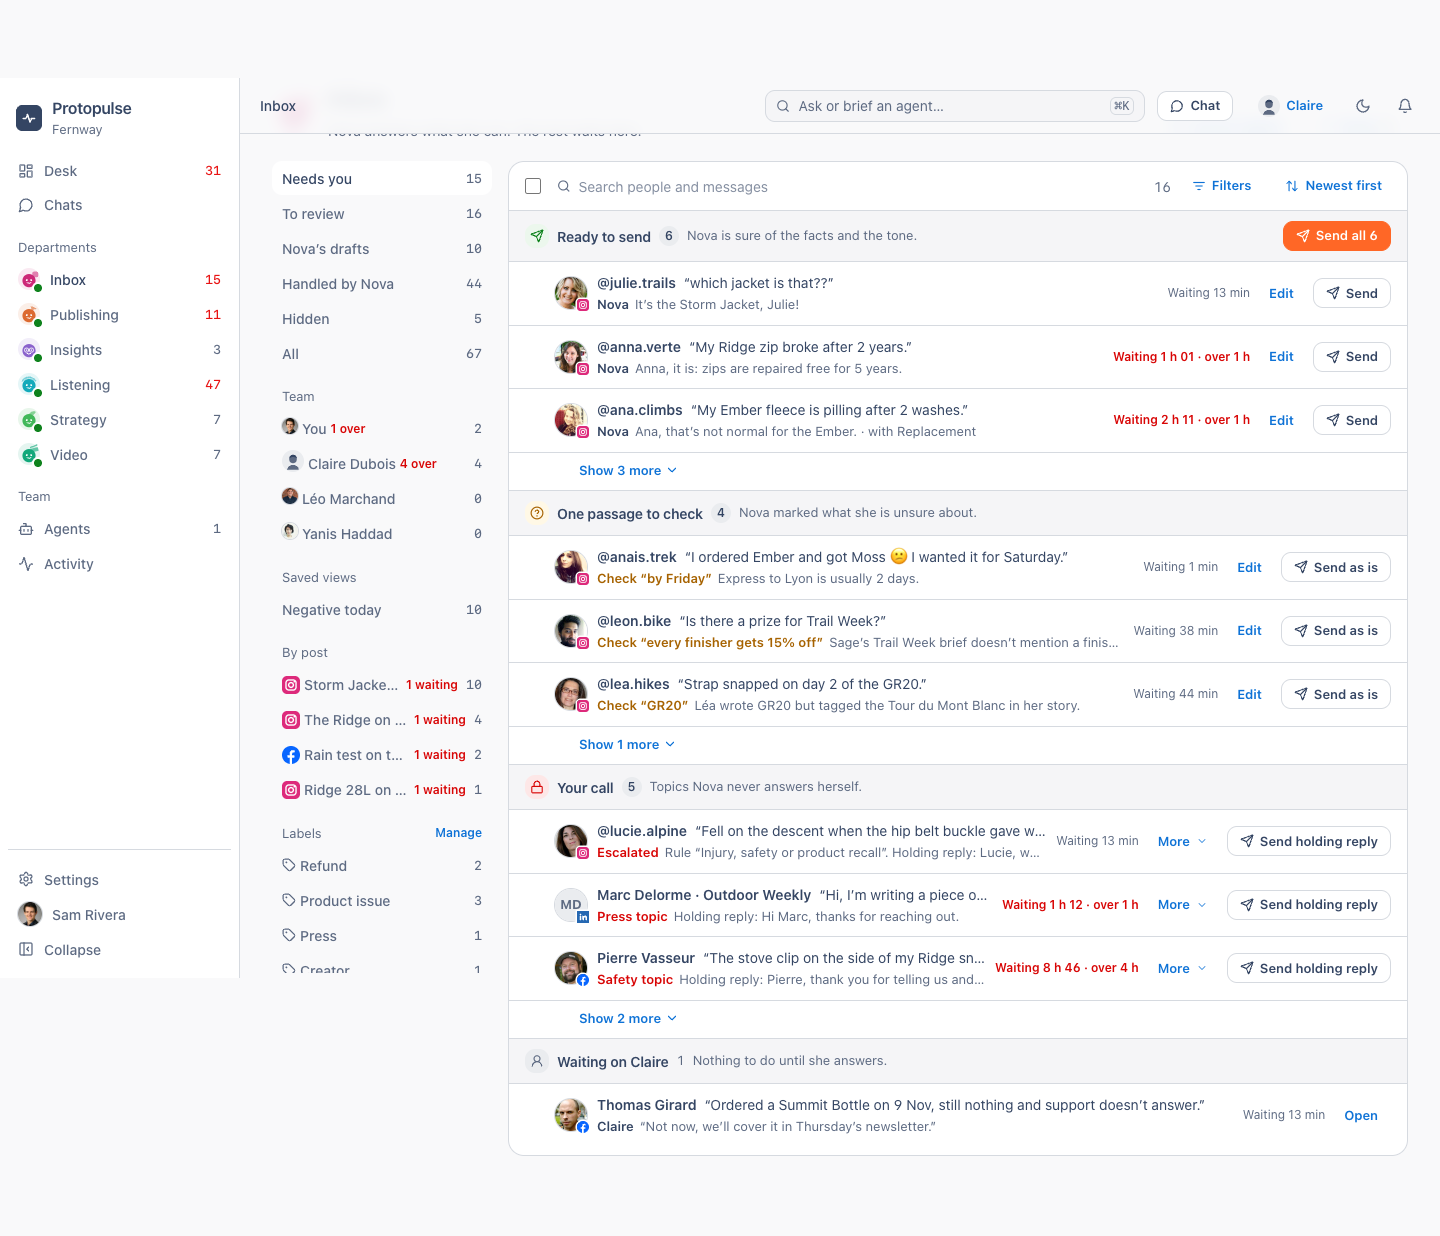 Protopulse
Fernway
Desk 31
Chats
Departments
Inbox 15
Publishing 11
Insights 3
Listening 47
Strategy 7
Video 7
Team
Agents 1
Activity
Settings
Sam Rivera
Collapse
Inbox
Ask or brief an agent...
⌘K
Chat
Claire
Needs you 15
To review 16
Nova's drafts 10
Handled by Nova 44
Hidden 5
All 67
Team
You 1 over 2
Claire Dubois 4 over 4
Léo Marchand 0
Yanis Haddad 0
Saved views
Negative today 10
By post
Storm Jacke... 1 waiting 10
The Ridge on ... 1 waiting 4
Rain test on t... 1 waiting 2
Ridge 28L on ... 1 waiting 1
Labels Manage
Refund 2
Product issue 3
Press 1
Creator 1
Search people and messages 16 Filters Newest first
Ready to send 6 Nova is sure of the facts and the tone. Send all 6
@julie.trails “which jacket is that??”
Nova It's the Storm Jacket, Julie!
Waiting 13 min Edit Send
@anna.verte “My Ridge zip broke after 2 years.”
Nova Anna, it is: zips are repaired free for 5 years.
Waiting 1 h 01 · over 1 h Edit Send
@ana.climbs “My Ember fleece is pilling after 2 washes.”
Nova Ana, that's not normal for the Ember. · with Replacement
Waiting 2 h 11 · over 1 h Edit Send
Show 3 more
One passage to check 4 Nova marked what she is unsure about.
@anais.trek “I ordered Ember and got Moss 😕 I wanted it for Saturday.”
Check “by Friday” Express to Lyon is usually 2 days.
Waiting 1 min Edit Send as is
@leon.bike “Is there a prize for Trail Week?”
Check “every finisher gets 15% off” Sage's Trail Week brief doesn't mention a finis...
Waiting 38 min Edit Send as is
@lea.hikes “Strap snapped on day 2 of the GR20.”
Check “GR20” Léa wrote GR20 but tagged the Tour du Mont Blanc in her story.
Waiting 44 min Edit Send as is
Show 1 more
Your call 5 Topics Nova never answers herself.
@lucie.alpine “Fell on the descent when the hip belt buckle gave w...
Escalated Rule “Injury, safety or product recall”. Holding reply: Lucie, w...
Waiting 13 min More Send holding reply
MD
Marc Delorme · Outdoor Weekly “Hi, I'm writing a piece o...
Press topic Holding reply: Hi Marc, thanks for reaching out.
Waiting 1 h 12 · over 1 h More Send holding reply
Pierre Vasseur “The stove clip on the side of my Ridge sn...
Safety topic Holding reply: Pierre, thank you for telling us and...
Waiting 8 h 46 · over 4 h More Send holding reply
Show 2 more
Waiting on Claire 1 Nothing to do until she answers.
Thomas Girard “Ordered a Summit Bottle on 9 Nov, still nothing and support doesn't answer.”
Claire “Not now, we'll cover it in Thursday's newsletter.”
Waiting 13 min Open